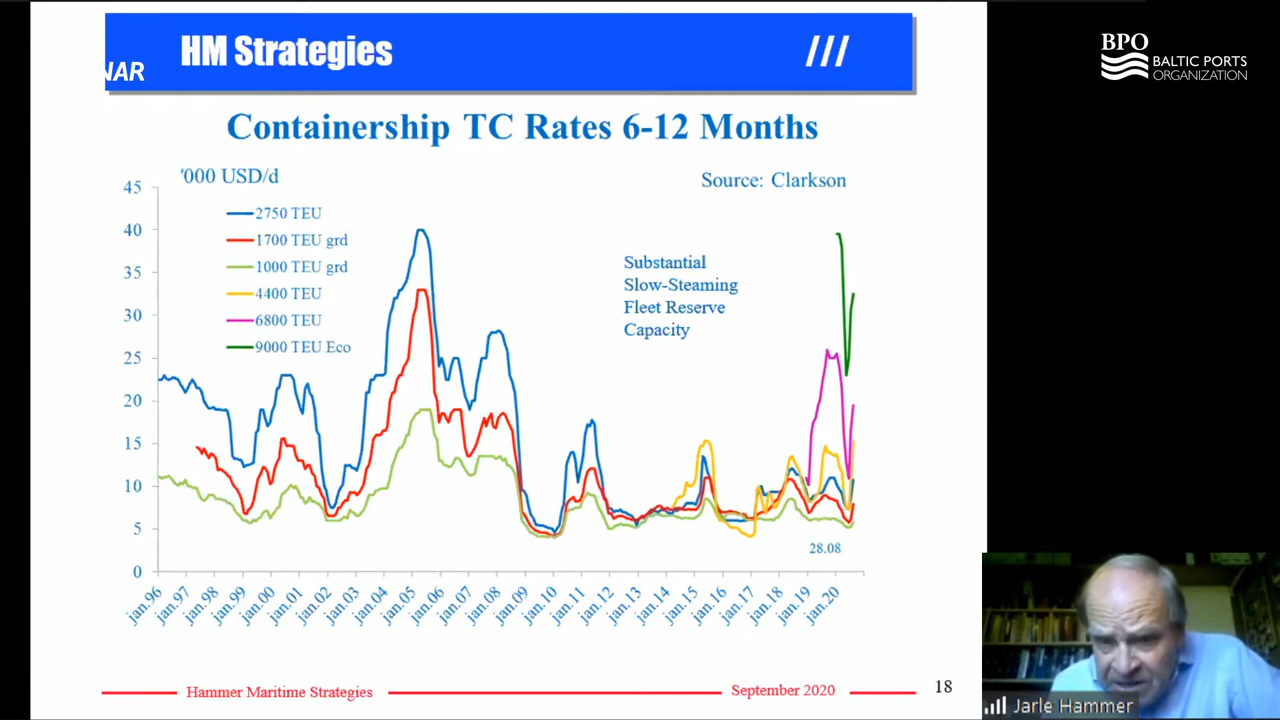 HM Strategies
///
NAR
BPO
BALTIC PORTS
ORGANIZATION
Containership TC Rates 6-12 Months
'000 USD/d
Source: Clarkson
45
40
35
30
25
20
15
10
5
0
2750 TEU
1700 TEU grd
1000 TEU grd
4400 TEU
6800 TEU
9000 TEU Eco
Substantial
Slow-Steaming
Fleet Reserve
Capacity
28.08
jan.96
jan.97
jan.98
jan.99
jan.00
jan.01
jan.02
jan.03
jan.04
jan.05
jan.06
jan.07
jan.08
jan.09
jan.10
jan.11
jan.12
jan.13
jan.14
jan.15
jan.16
jan.17
jan.18
jan.19
jan.20
Hammer Maritime Strategies
September 2020
18
Jarle Hammer